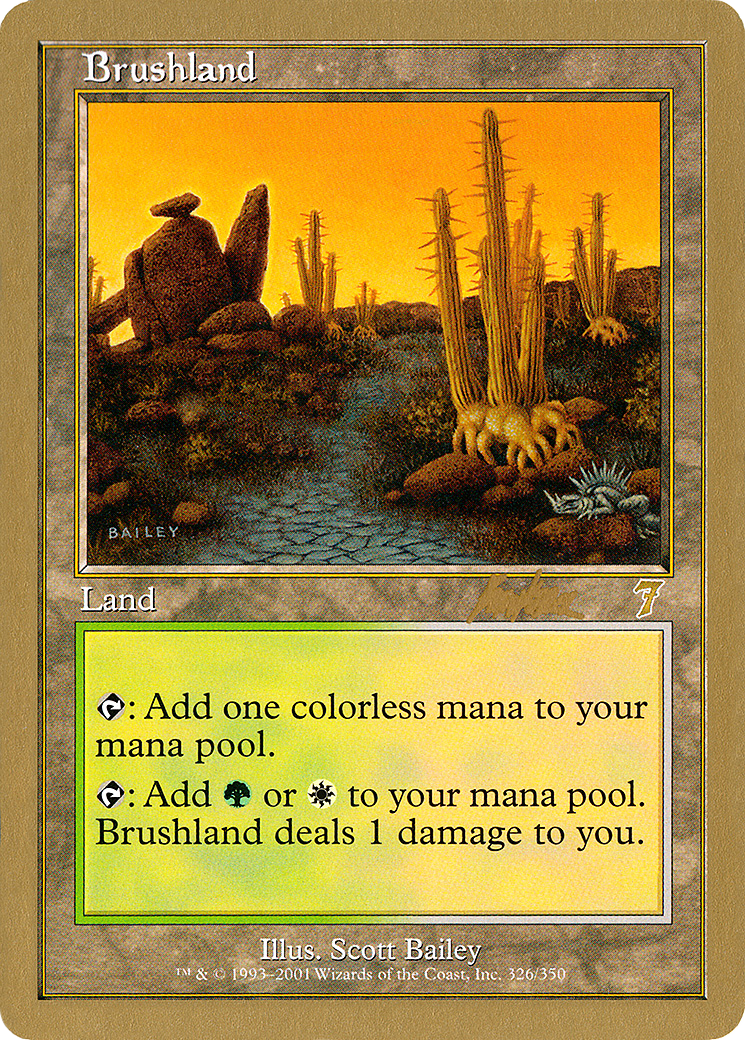 Brushland
BAILEY
Land
7
: Add one colorless mana to your
mana pool.
: Add or to your mana pool.
Brushland deals 1 damage to you.
Illus. Scott Bailey
™ & © 1993–2001 Wizards of the Coast, Inc. 326/350